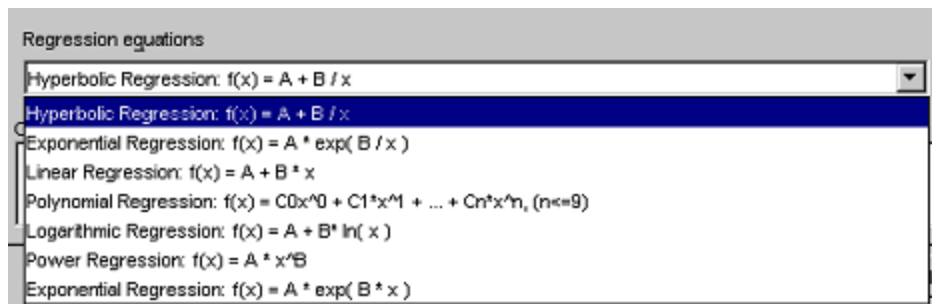 Regression equations
Hyperbolic Regression: f(x) = A + B / x
Hyperbolic Regression: f(x) = A + B / x
Exponential Regression: f(x) = A * exp( B / x )
Linear Regression: f(x) = A + B * x
Polynomial Regression: f(x) = C0x^0 + C1*x^1 + ... + Cn*x^n, (n<=9)
Logarithmic Regression: f(x) = A + B* ln( x )
Power Regression: f(x) = A * x^B
Exponential Regression: f(x) = A * exp( B * x )